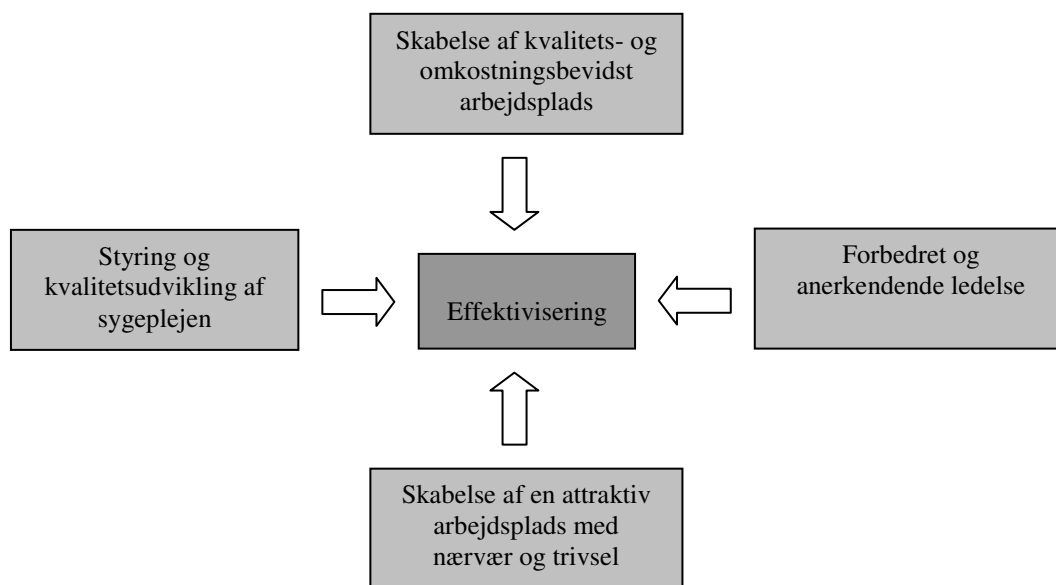 Skabelse af kvalitets- og
omkostningsbevidst
arbejdsplads
Styring og
kvalitetsudvikling af
sygeplejen
Effektivisering
Forbedret og
anerkendende ledelse
Skabelse af en attraktiv
arbejdsplads med
nærvær og trivsel